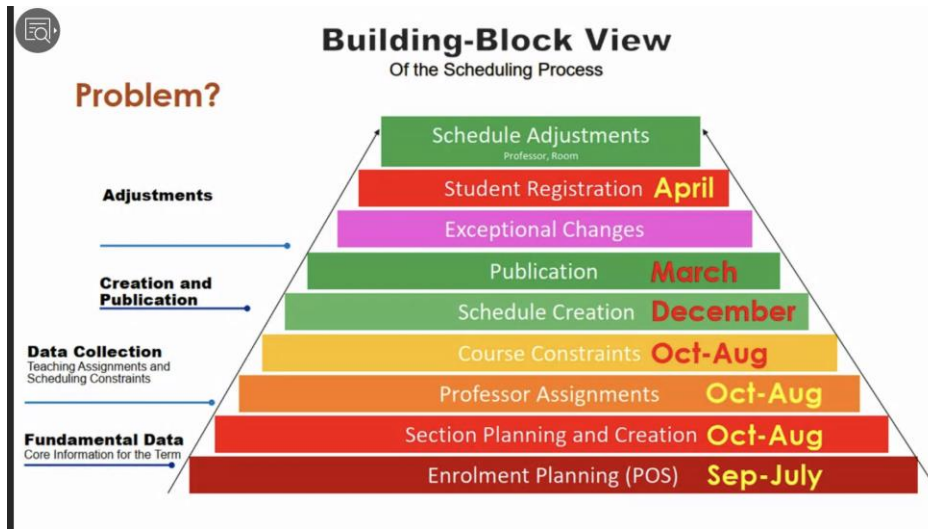 Building-Block View
Of the Scheduling Process
Problem?
Schedule Adjustments
Professor, Room
Student Registration April
Adjustments
Exceptional Changes
Publication March
Creation and
Publication
Schedule Creation December
Data Collection
Teaching Assignments and
Scheduling Constraints
Course Constraints Oct-Aug
Professor Assignments Oct-Aug
Fundamental Data
Core Information for the Term
Section Planning and Creation Oct-Aug
Enrolment Planning (POS) Sep-July